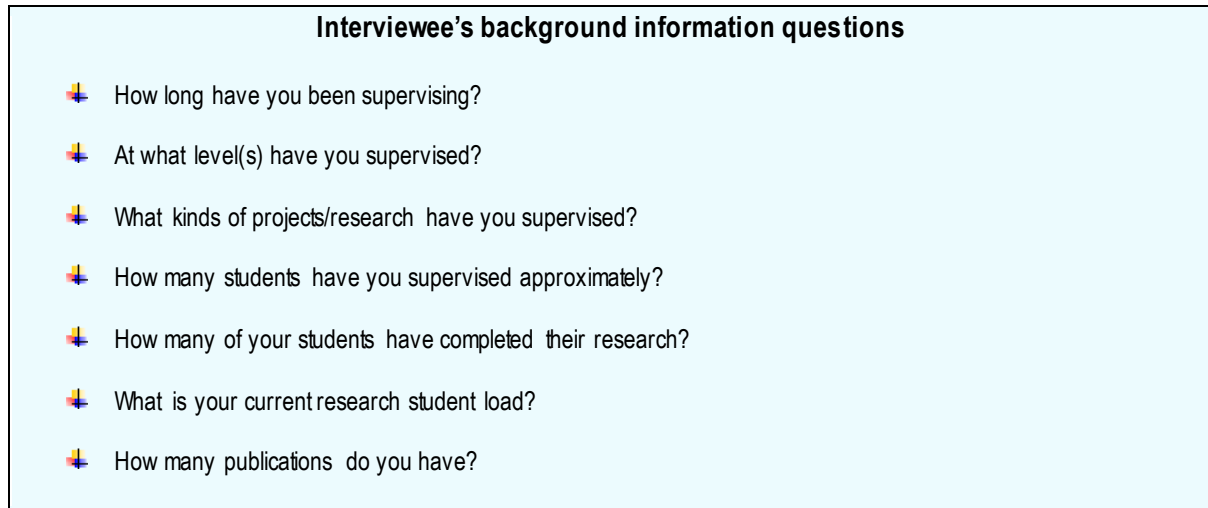 Interviewee’s background information questions
How long have you been supervising?
At what level(s) have you supervised?
What kinds of projects/research have you supervised?
How many students have you supervised approximately?
How many of your students have completed their research?
What is your current research student load?
How many publications do you have?